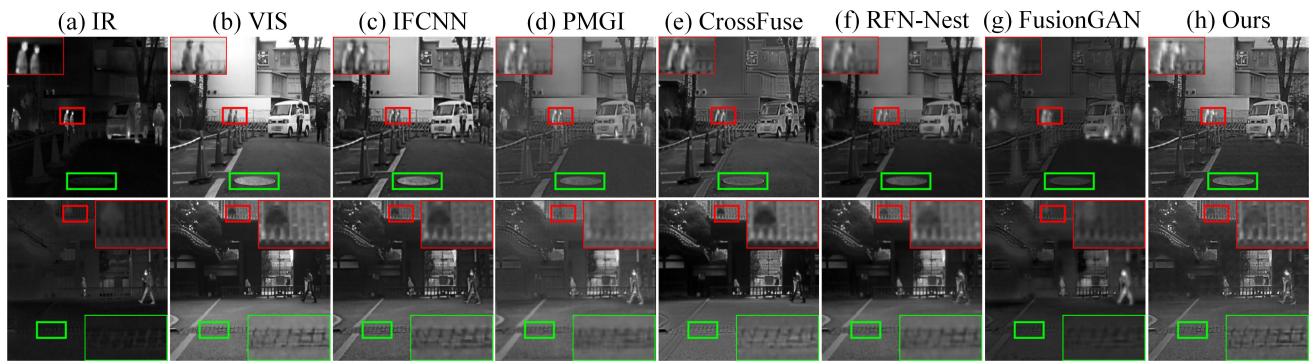 (a) IR (b) VIS (c) IFCNN (d) PMGI (e) CrossFuse (f) RFN-Nest (g) FusionGAN (h) Ours